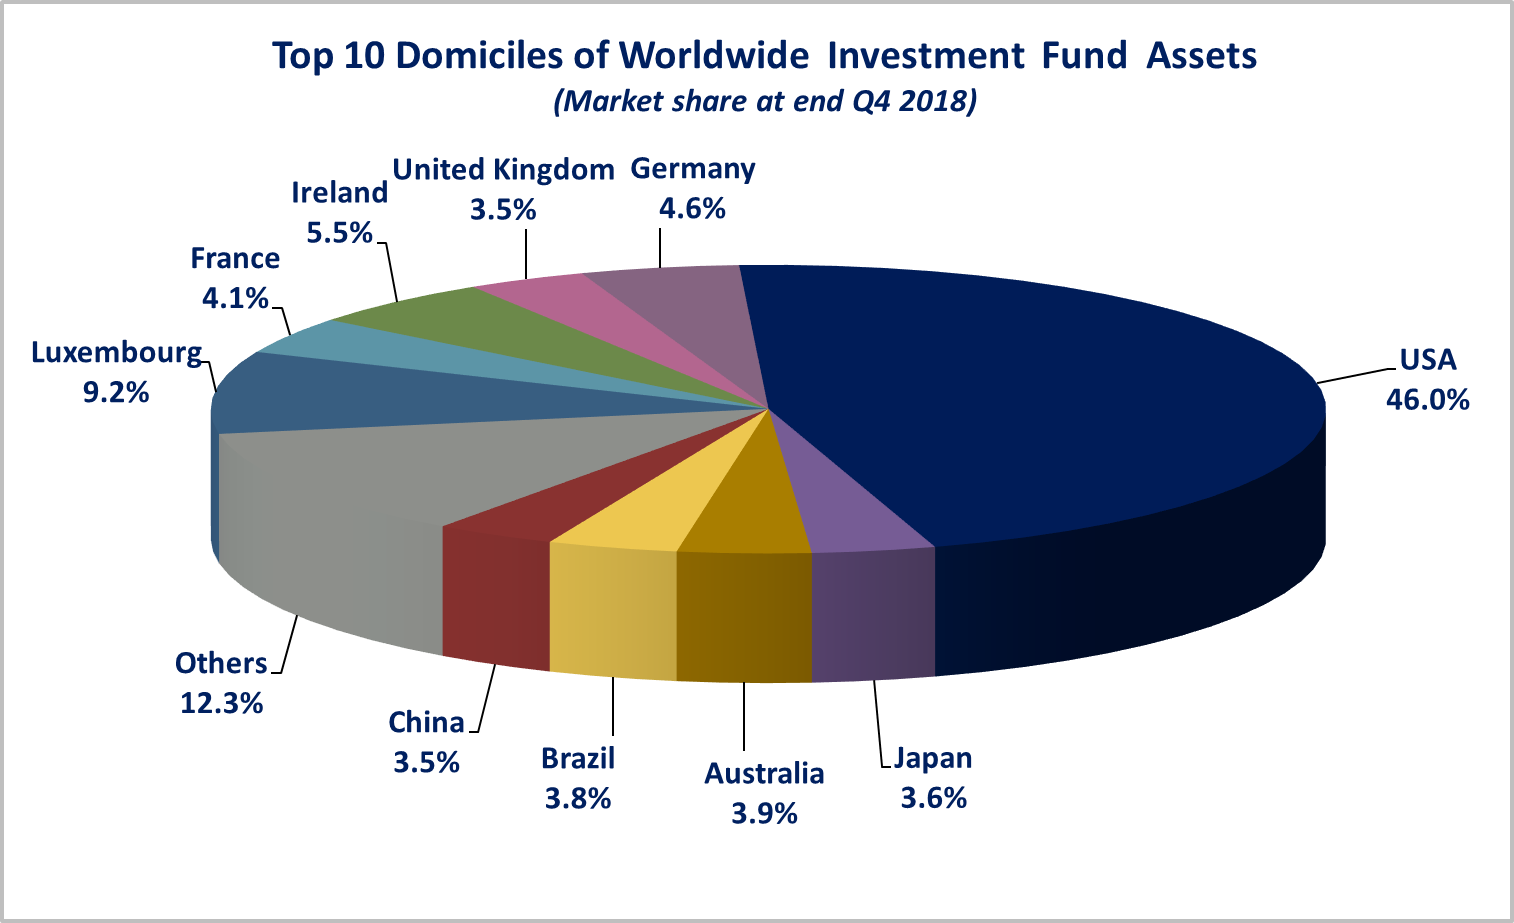 Top 10 Domiciles of Worldwide Investment Fund Assets
(Market share at end Q4 2018)
United Kingdom
3.5%
Germany
4.6%
Ireland
5.5%
France
4.1%
Luxembourg
9.2%
USA
46.0%
Others
12.3%
China
3.5%
Brazil
3.8%
Australia
3.9%
Japan
3.6%